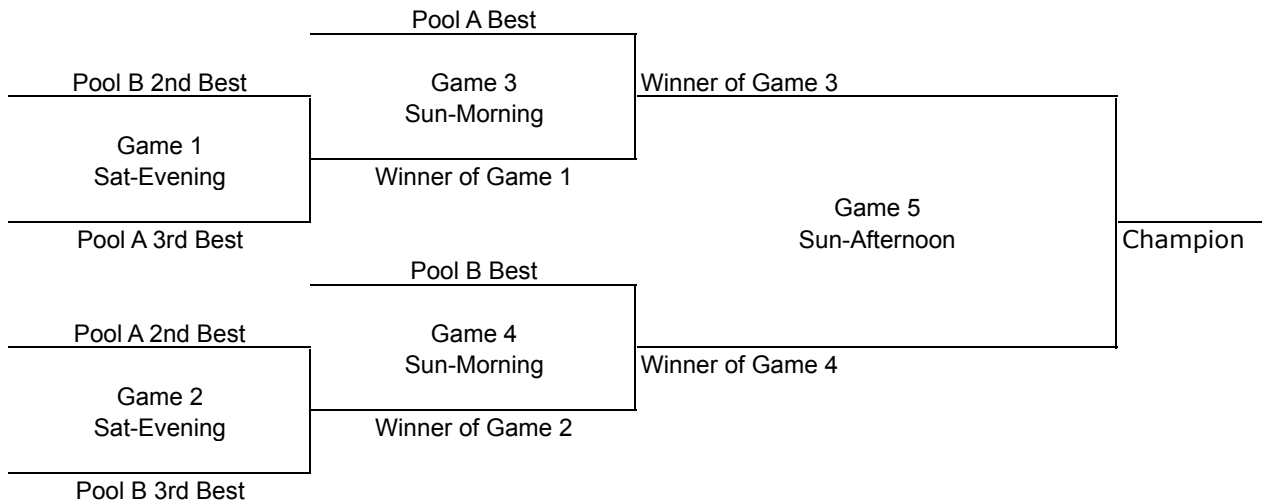 Pool A Best
Pool B 2nd Best
Game 3
Sun-Morning
Winner of Game 3
Game 1
Sat-Evening
Winner of Game 1
Pool A 3rd Best
Game 5
Sun-Afternoon
Champion
Pool B Best
Pool A 2nd Best
Game 4
Sun-Morning
Winner of Game 4
Game 2
Sat-Evening
Winner of Game 2
Pool B 3rd Best